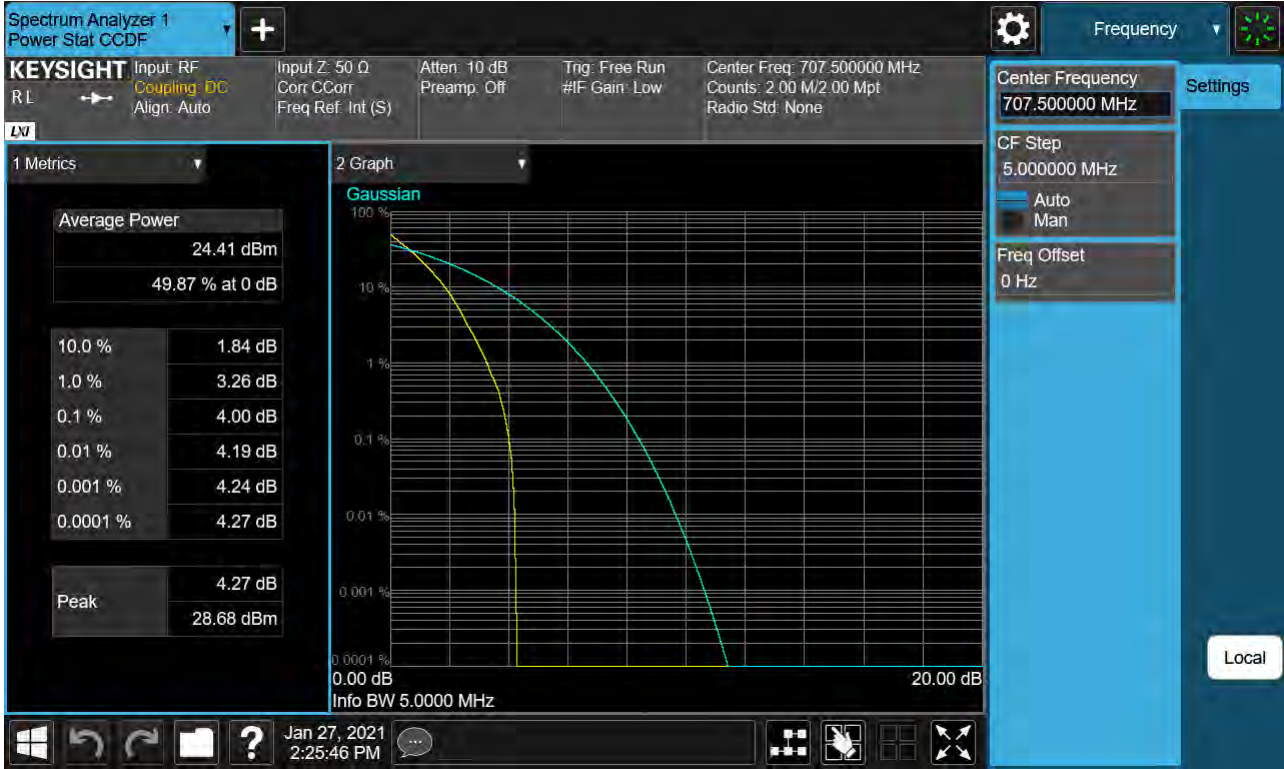 Spectrum Analyzer 1
Power Stat CCDF
Frequency
KEYSIGHT
RL
LXI
Input: RF
Coupling: DC
Align: Auto
Input Z: 50 Ω
Corr CCorr
Freq Ref: Int (S)
Atten: 10 dB
Preamp: Off
Trig: Free Run
#IF Gain: Low
Center Freq: 707.500000 MHz
Counts: 2.00 M/2.00 Mpt
Radio Std: None
Center Frequency
707.500000 MHz
Settings
CF Step
5.000000 MHz
Auto
Man
Freq Offset
0 Hz
1 Metrics
Average Power
24.41 dBm
49.87 % at 0 dB
10.0 % 1.84 dB
1.0 % 3.26 dB
0.1 % 4.00 dB
0.01 % 4.19 dB
0.001 % 4.24 dB
0.0001 % 4.27 dB
Peak
4.27 dB
28.68 dBm
2 Graph
Gaussian
100 %
10 %
1 %
0.1 %
0.01 %
0.001 %
0.0001 %
0.00 dB 20.00 dB
Info BW 5.0000 MHz
Local
?
Jan 27, 2021
2:25:46 PM